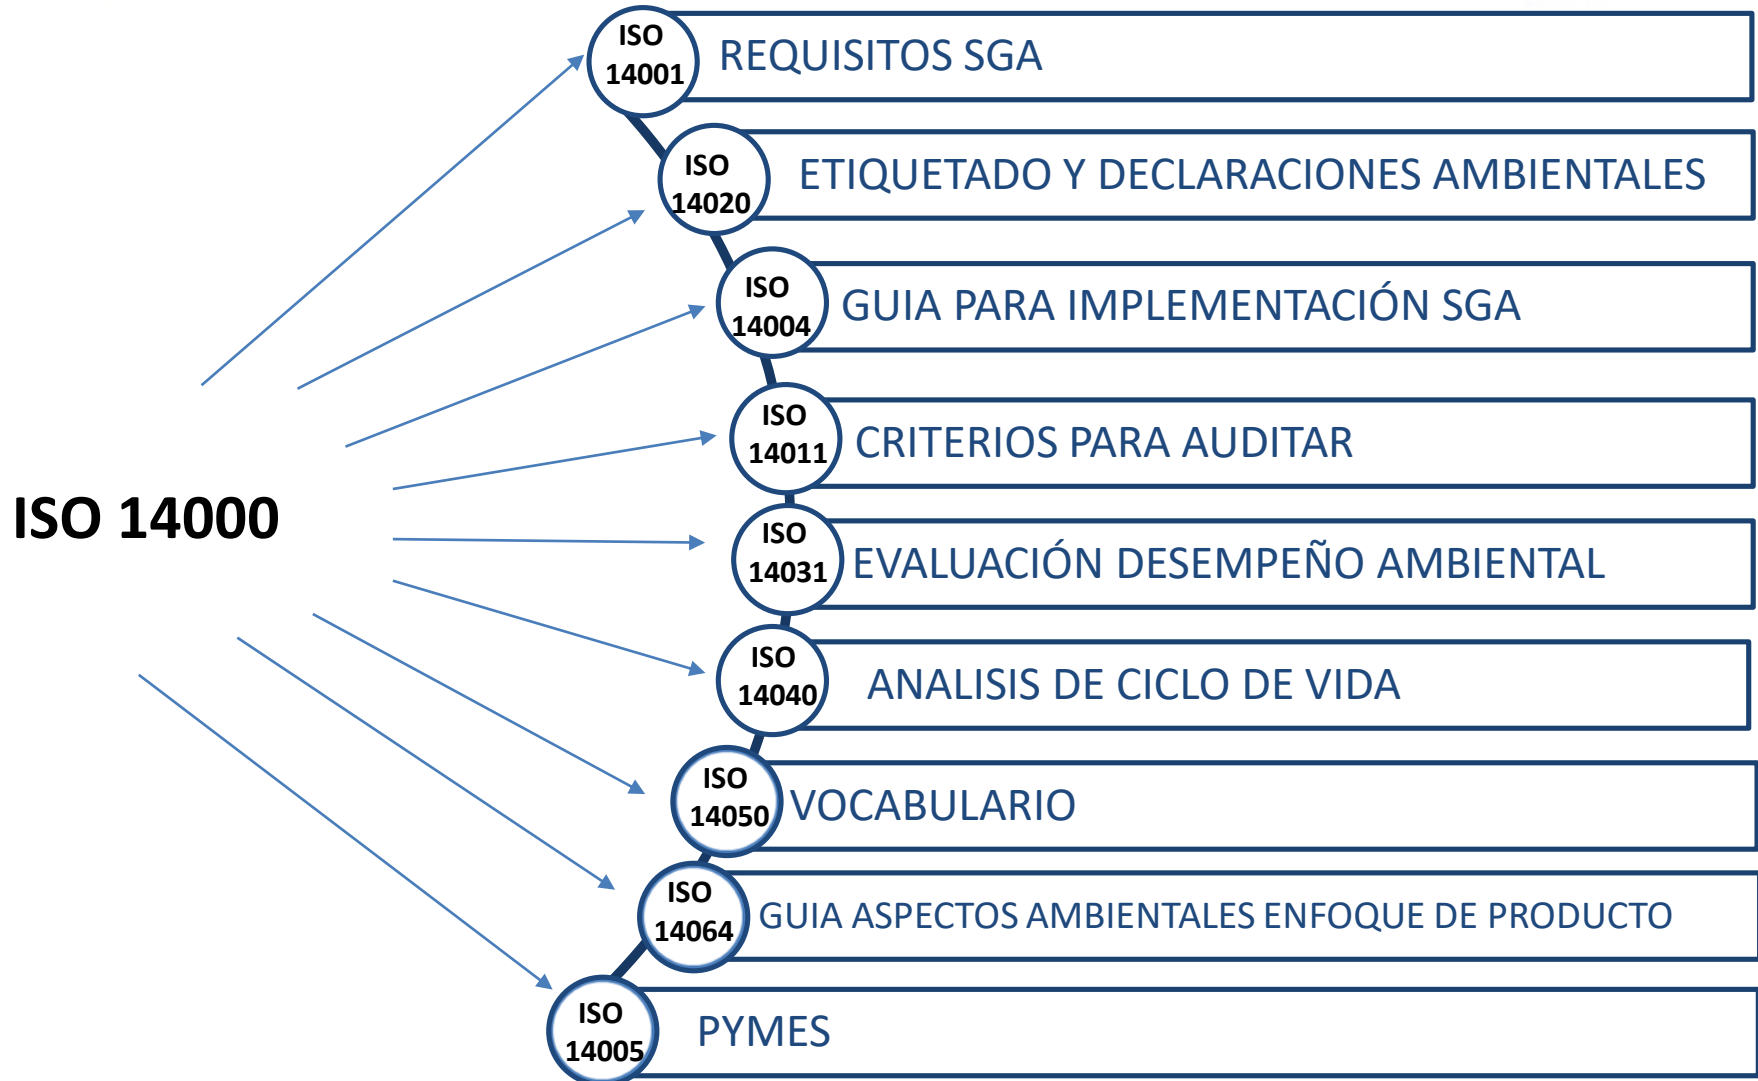 ISO
14001
REQUISITOS SGA
ISO
14020
ETIQUETADO Y DECLARACIONES AMBIENTALES
ISO
14004
GUIA PARA IMPLEMENTACIÓN SGA
ISO
14011
CRITERIOS PARA AUDITAR
ISO 14000
ISO
14031
EVALUACIÓN DESEMPEÑO AMBIENTAL
ISO
14040
ANALISIS DE CICLO DE VIDA
ISO
14050
VOCABULARIO
ISO
14064
GUIA ASPECTOS AMBIENTALES ENFOQUE DE PRODUCTO
ISO
14005
PYMES